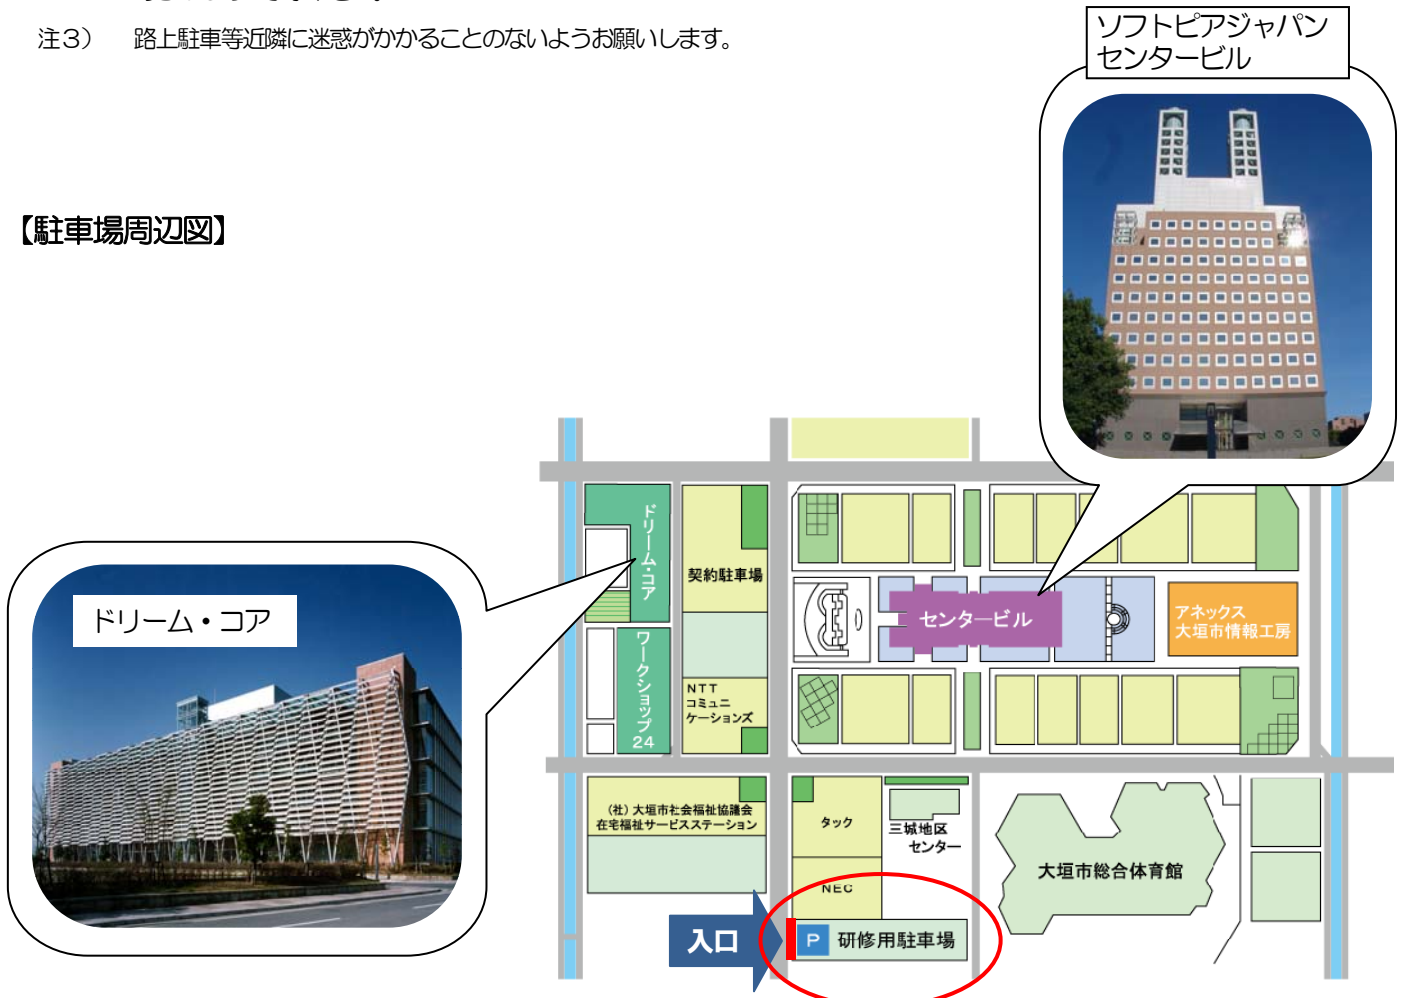 注３） 路上駐車等近隣に迷惑がかかることのないようお願いします。
ソフトピアジャパン
センタービル
【駐車場周辺図】
ドリーム・コア
ドリーム・コア
契約駐車場
センタービル
アネックス
大垣市情報工房
ワークショップ24
NTT
コミュニ
ケーションズ
（社）大垣市社会福祉協議会
在宅福祉サービスステーション
タック
三城地区
センター
大垣市総合体育館
NEC
入口
P 研修用駐車場